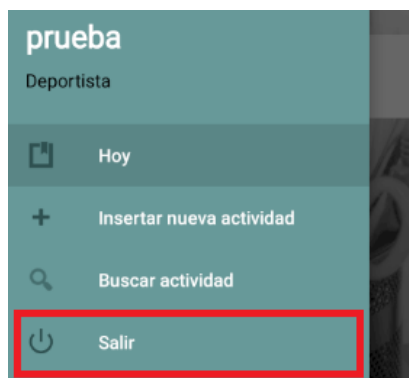 prueba
Deportista
Hoy
Insertar nueva actividad
Buscar actividad
Salir